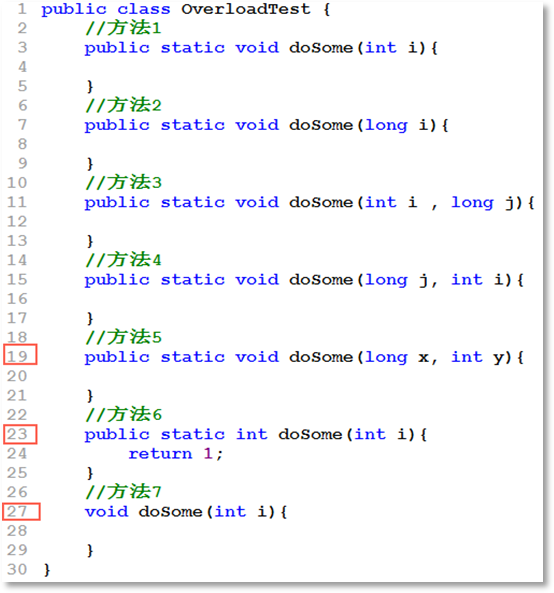 1 public class OverloadTest {
2     //方法1
3     public static void doSome(int i){
4
5     }
6     //方法2
7     public static void doSome(long i){
8
9     }
10     //方法3
11     public static void doSome(int i , long j){
12
13     }
14     //方法4
15     public static void doSome(long j, int i){
16
17     }
18     //方法5
19     public static void doSome(long x, int y){
20
21     }
22     //方法6
23     public static int doSome(int i){
24         return 1;
25     }
26     //方法7
27     void doSome(int i){
28
29     }
30 }